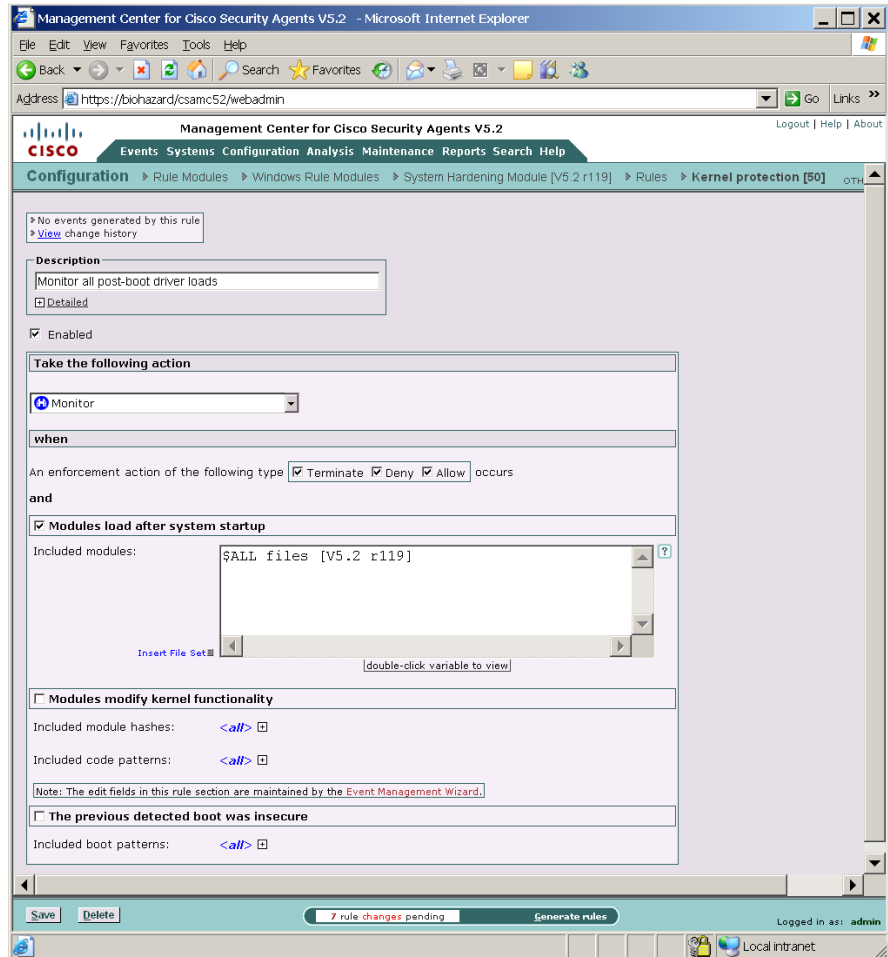 Management Center for Cisco Security Agents V5.2 - Microsoft Internet Explorer
File Edit View Favorites Tools Help
Back Search Favorites
Address https://biohazard/csamc52/webadmin Go Links »
Management Center for Cisco Security Agents V5.2 Logout | Help | About
CISCO Events Systems Configuration Analysis Maintenance Reports Search Help
Configuration Rule Modules Windows Rule Modules System Hardening Module [V5.2 r119] Rules Kernel protection [50] OTH
No events generated by this rule
View change history
Description
Monitor all post-boot driver loads
Detailed
Enabled
Take the following action
Monitor
when
An enforcement action of the following type Terminate Deny Allow occurs
and
Modules load after system startup
Included modules: $ALL files [V5.2 r119] ?
Insert File Set
double-click variable to view
Modules modify kernel functionality
Included module hashes: <all>
Included code patterns: <all>
Note: The edit fields in this rule section are maintained by the Event Management Wizard.
The previous detected boot was insecure
Included boot patterns: <all>
Save Delete 7 rule changes pending Generate rules Logged in as: admin
Local intranet